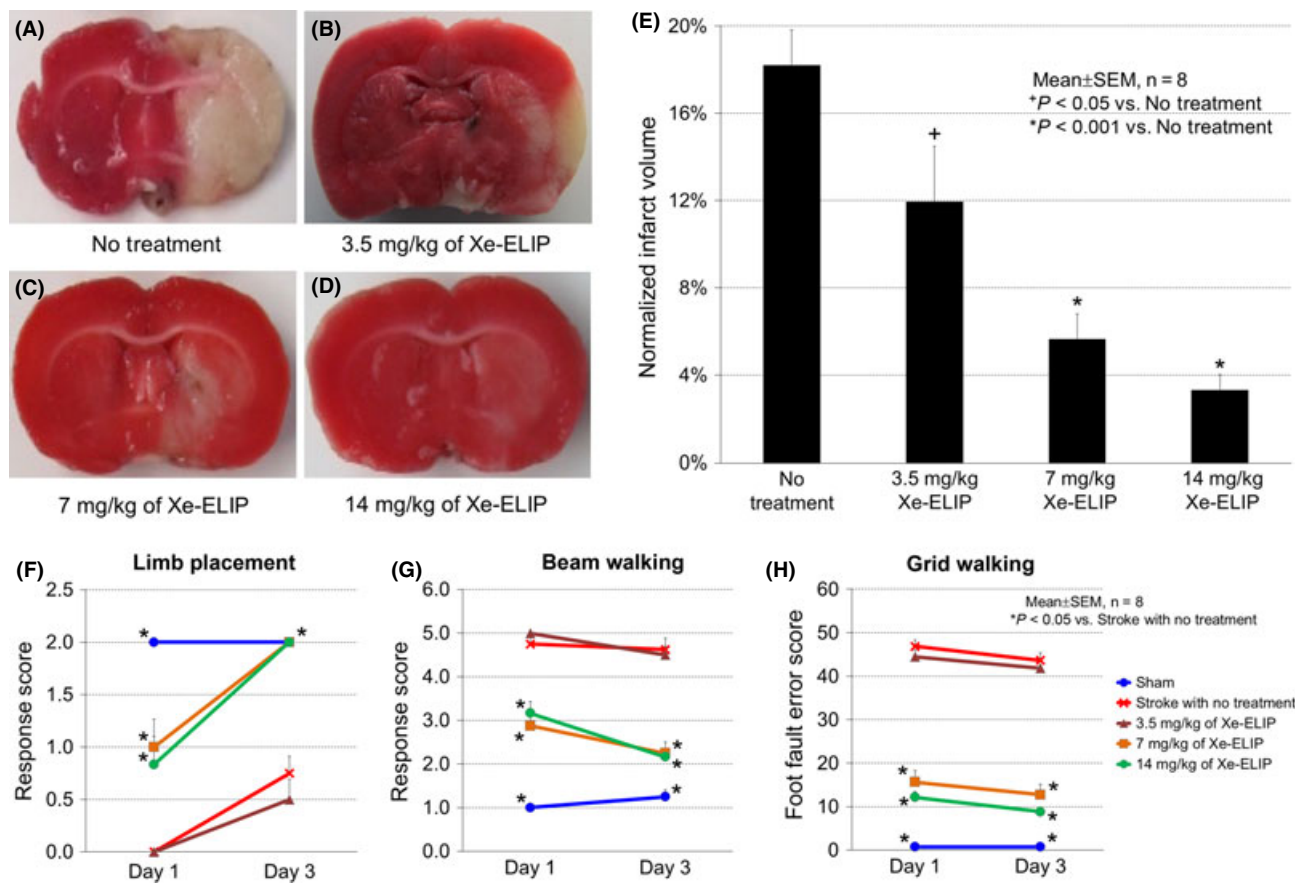 (A)
(B)
No treatment
3.5 mg/kg of Xe-ELIP
(C)
(D)
7 mg/kg of Xe-ELIP
14 mg/kg of Xe-ELIP
(E)
Normalized infarct volume
20%
16%
12%
8%
4%
0%
Mean±SEM, n = 8
+P < 0.05 vs. No treatment
*P < 0.001 vs. No treatment
+
*
*
No
treatment
3.5 mg/kg
Xe-ELIP
7 mg/kg
Xe-ELIP
14 mg/kg
Xe-ELIP
(F)
Limb placement
Response score
2.5
2.0
1.5
1.0
0.5
0.0
*
*
*
*
Day 1
Day 3
(G)
Beam walking
Response score
6.0
5.0
4.0
3.0
2.0
1.0
0.0
*
*
*
*
*
*
Day 1
Day 3
(H)
Grid walking
Foot fault error score
60
50
40
30
20
10
0
Mean±SEM, n = 8
*P < 0.05 vs. Stroke with no treatment
*
*
*
*
*
*
Day 1
Day 3
Sham
Stroke with no treatment
3.5 mg/kg of Xe-ELIP
7 mg/kg of Xe-ELIP
14 mg/kg of Xe-ELIP